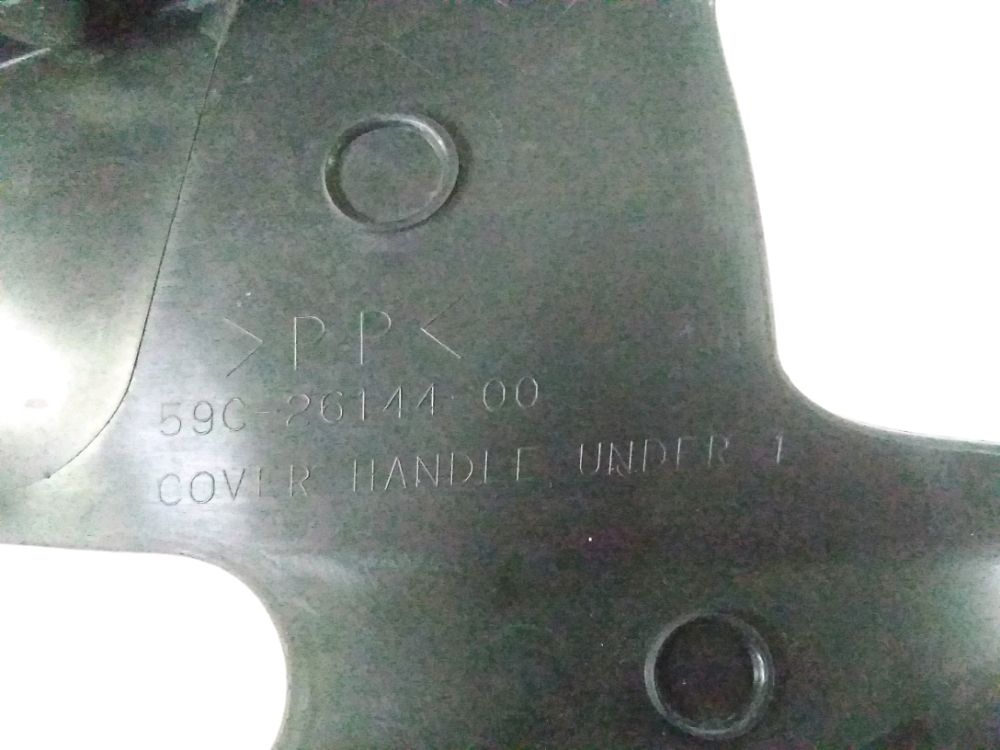 >PP<
59C-26144-00
COVER HANDLE, UNDER 1